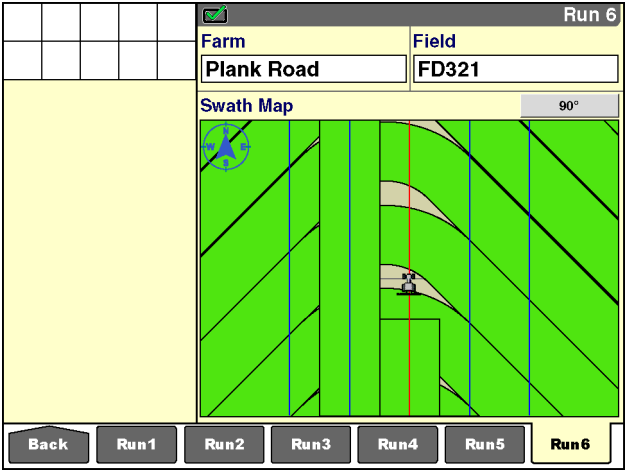 Run 6
Farm
Field
Plank Road
FD321
Swath Map
90°
N
W
E
S
Back
Run1
Run2
Run3
Run4
Run5
Run6